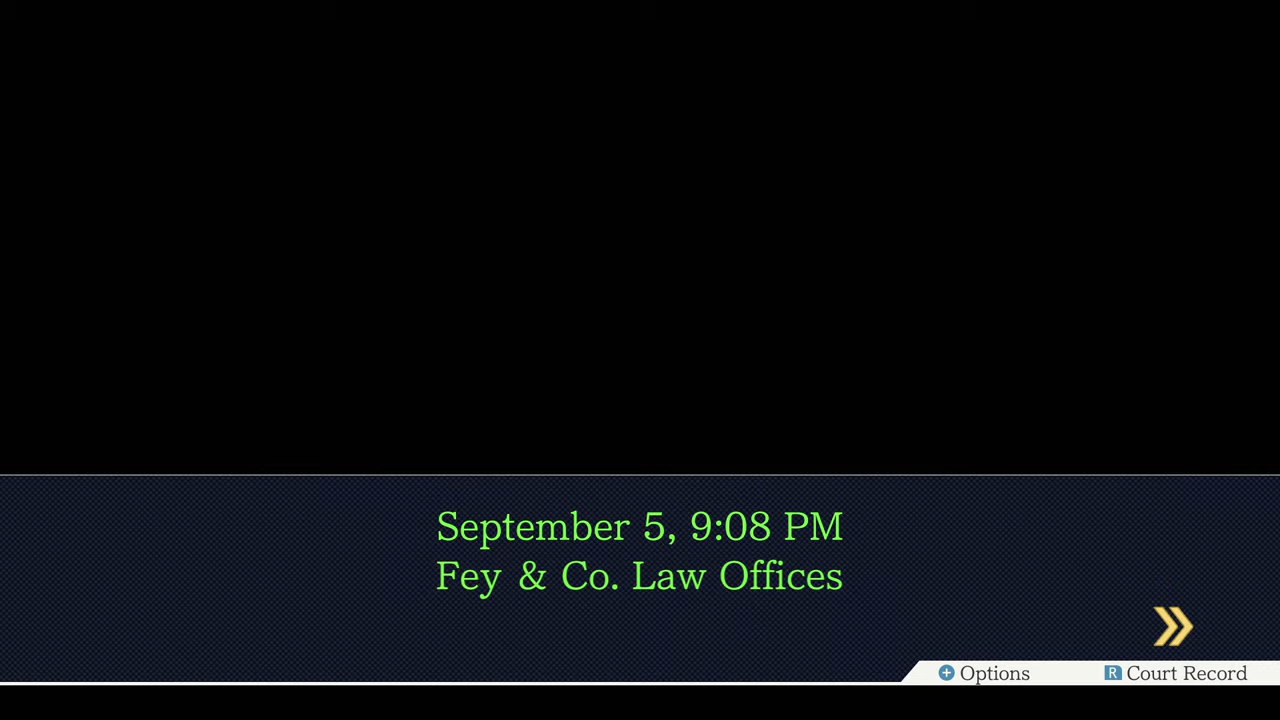 September 5, 9:08 PM
Fey & Co. Law Offices
+ Options
R Court Record